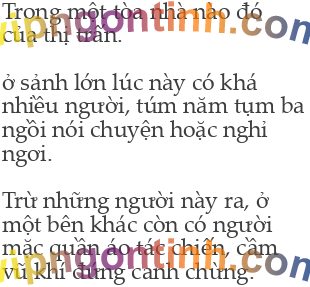 Trong một tòa nhà nào đó
của thị trấn.
ở sảnh lớn lúc này có khá
nhiều người, túm năm tụm ba
ngồi nói chuyện hoặc nghỉ
ngơi.
Trừ những người này ra, ở
một bên khác còn có người
mặc quần áo tác chiến, cầm
vũ khí đứng canh chừng.
vipngontinh.com
vipngontinh.com